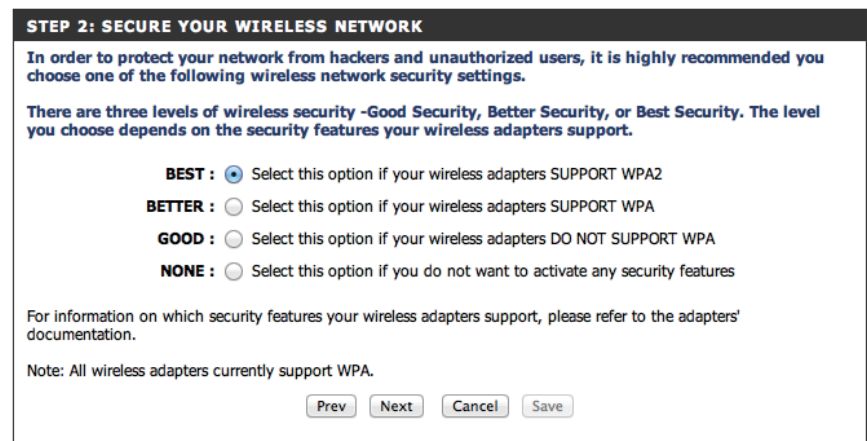 STEP 2: SECURE YOUR WIRELESS NETWORK
In order to protect your network from hackers and unauthorized users, it is highly recommended you
choose one of the following wireless network security settings.
There are three levels of wireless security -Good Security, Better Security, or Best Security. The level
you choose depends on the security features your wireless adapters support.
BEST : Select this option if your wireless adapters SUPPORT WPA2
BETTER : Select this option if your wireless adapters SUPPORT WPA
GOOD : Select this option if your wireless adapters DO NOT SUPPORT WPA
NONE : Select this option if you do not want to activate any security features
For information on which security features your wireless adapters support, please refer to the adapters'
documentation.
Note: All wireless adapters currently support WPA.
Prev Next Cancel Save